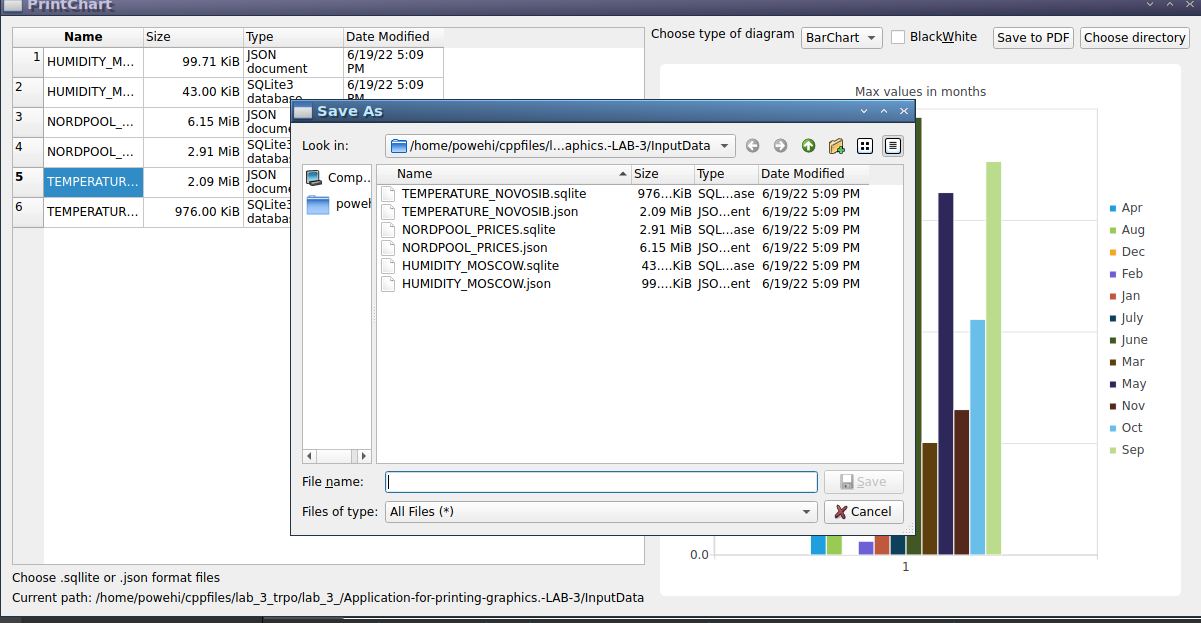 PrintChart
Name Size Type Date Modified
1 HUMIDITY_M... 99.71 KiB JSON document 6/19/22 5:09 PM
2 HUMIDITY_M... 43.00 KiB SQLite3 database 6/19/22 5:09 PM
3 NORDPOOL_... 6.15 MiB JSON
4 NORDPOOL_... 2.91 MiB SQLite3
5 TEMPERATUR... 2.09 MiB JSON
6 TEMPERATUR... 976.00 KiB SQLite3
Choose .sqllite or .json format files
Current path: /home/powehi/cppfiles/lab_3_trpo/lab_3_/Application-for-printing-graphics.-LAB-3/InputData
Choose type of diagram BarChart BlackWhite Save to PDF Choose directory
Max values in months
Apr
Aug
Dec
Feb
Jan
July
June
Mar
May
Nov
Oct
Sep
0.0
1
Save As
Look in: /home/powehi/cppfiles/l...aphics.-LAB-3/InputData
Comp..
powehi
Name Size Type Date Modified
TEMPERATURE_NOVOSIB.sqlite 976...KiB SQL...ase 6/19/22 5:09 PM
TEMPERATURE_NOVOSIB.json 2.09 MiB JSO...ent 6/19/22 5:09 PM
NORDPOOL_PRICES.sqlite 2.91 MiB SQL...ase 6/19/22 5:09 PM
NORDPOOL_PRICES.json 6.15 MiB JSO...ent 6/19/22 5:09 PM
HUMIDITY_MOSCOW.sqlite 43....KiB SQL...ase 6/19/22 5:09 PM
HUMIDITY_MOSCOW.json 99....KiB JSO...ent 6/19/22 5:09 PM
File name: Save
Files of type: All Files (*) Cancel